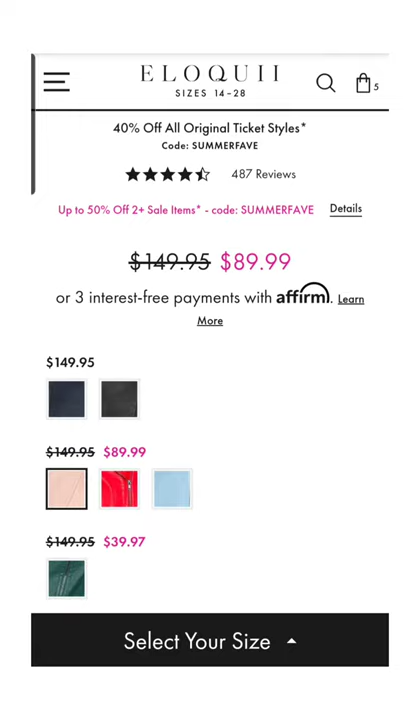 ELOQUII
SIZES 14–28
5
40% Off All Original Ticket Styles*
Code: SUMMERFAVE
487 Reviews
Up to 50% Off 2+ Sale Items* - code: SUMMERFAVE Details
$149.95 $89.99
or 3 interest-free payments with affirm. Learn
More
$149.95
$149.95 $89.99
$149.95 $39.97
Select Your Size